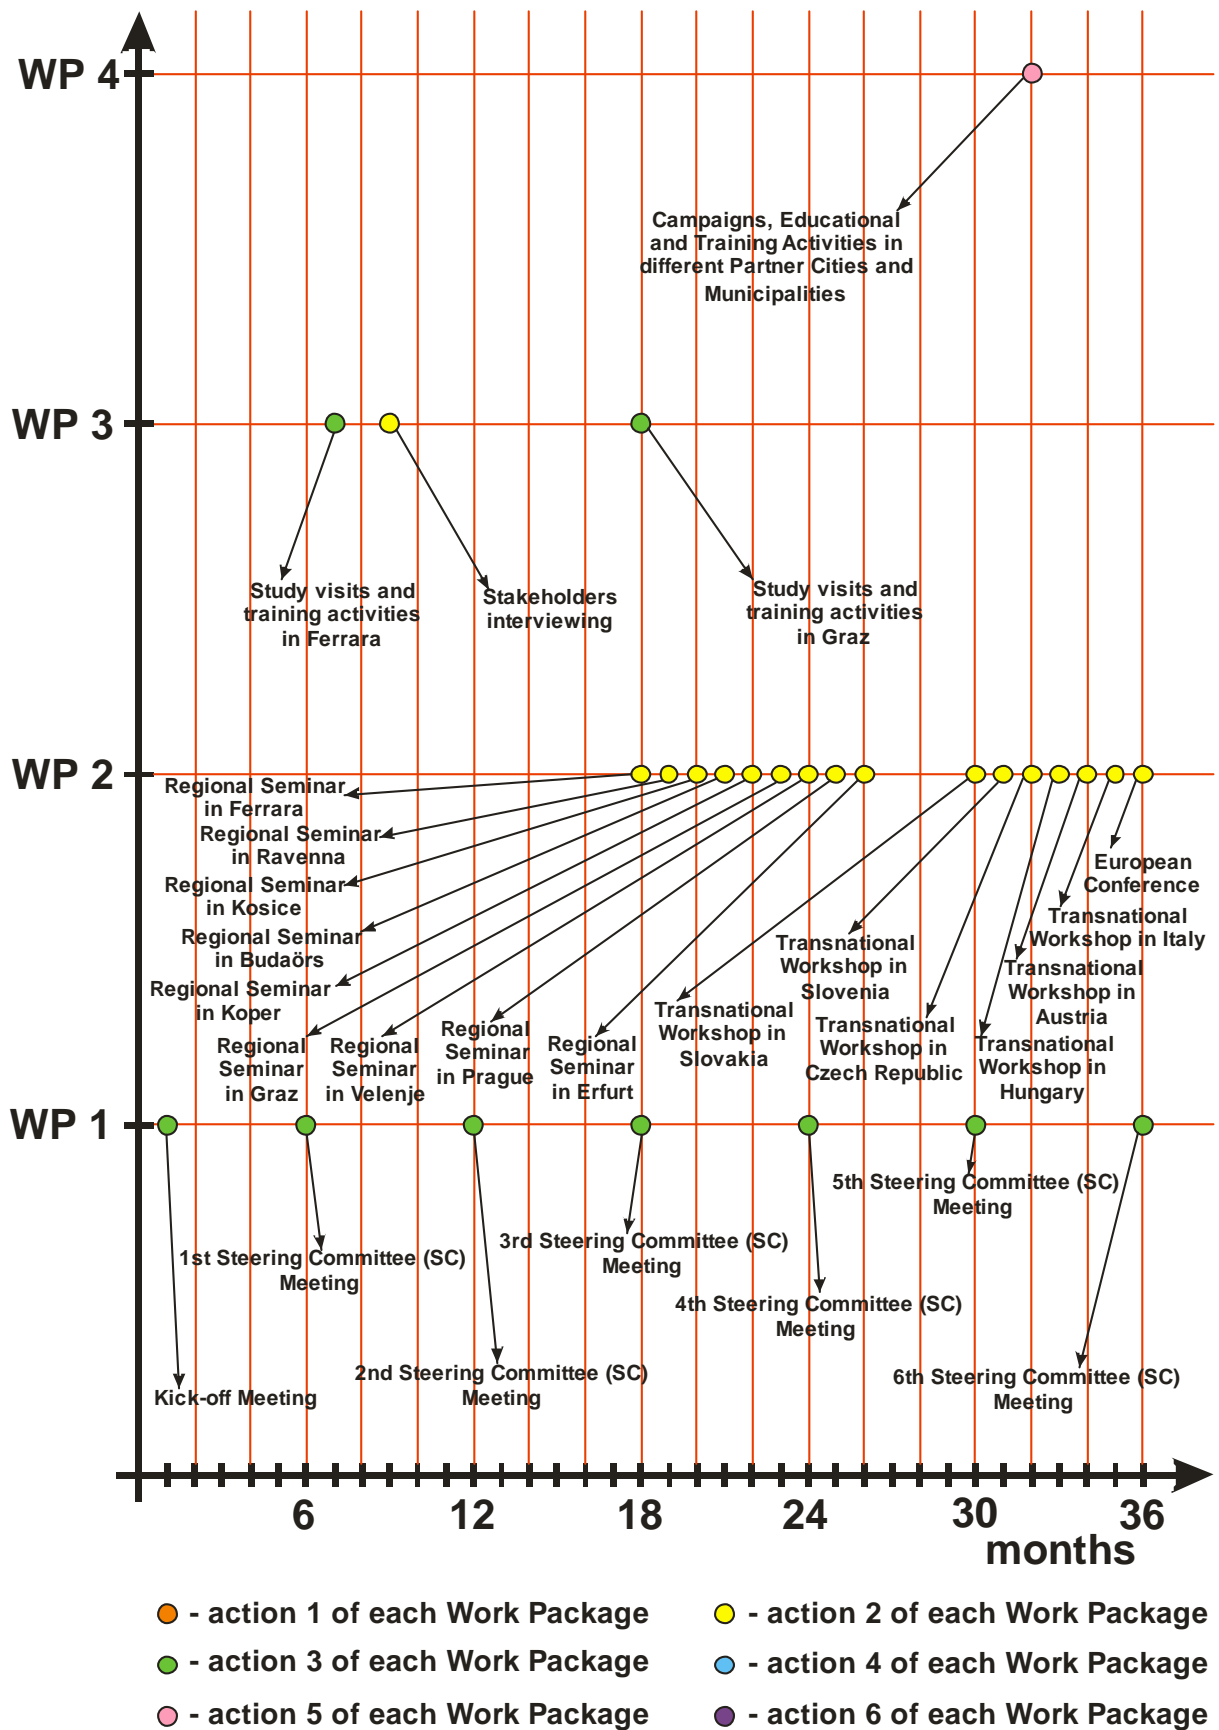 WP 4
Campaigns, Educational
and Training Activities in
different Partner Cities and
Municipalities
WP 3
Study visits and
training activities
in Ferrara
Stakeholders
interviewing
Study visits and
training activities
in Graz
WP 2
Regional Seminar
in Ferrara
Regional Seminar
in Ravenna
Regional Seminar
in Kosice
Regional Seminar
in Budaörs
Regional Seminar
in Koper
Regional
Seminar
in Graz
Regional
Seminar
in Velenje
Regional
Seminar
in Prague
Regional
Seminar
in Erfurt
Transnational
Workshop in
Slovakia
Transnational
Workshop in
Slovenia
Transnational
Workshop in
Czech Republic
Transnational
Workshop in
Hungary
Transnational
Workshop in
Austria
Transnational
Workshop in Italy
European
Conference
WP 1
Kick-off Meeting
1st Steering Committee (SC)
Meeting
2nd Steering Committee (SC)
Meeting
3rd Steering Committee (SC)
Meeting
4th Steering Committee (SC)
Meeting
5th Steering Committee (SC)
Meeting
6th Steering Committee (SC)
Meeting
6 12 18 24 30 36
months
- action 1 of each Work Package
- action 2 of each Work Package
- action 3 of each Work Package
- action 4 of each Work Package
- action 5 of each Work Package
- action 6 of each Work Package